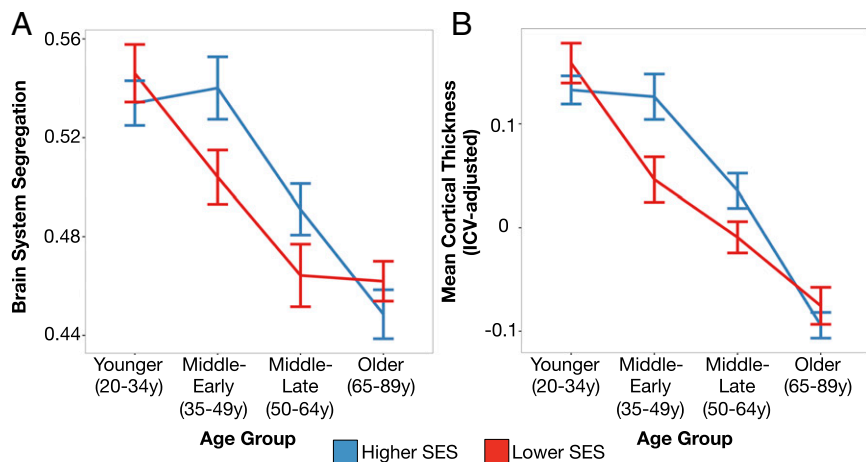 A
Brain System Segregation
0.56
0.52
0.48
0.44
Younger
(20-34y)
Middle-
Early
(35-49y)
Middle-
Late
(50-64y)
Older
(65-89y)
Age Group
B
Mean Cortical Thickness
(ICV-adjusted)
0.1
0
-0.1
Younger
(20-34y)
Middle-
Early
(35-49y)
Middle-
Late
(50-64y)
Older
(65-89y)
Age Group
Higher SES
Lower SES